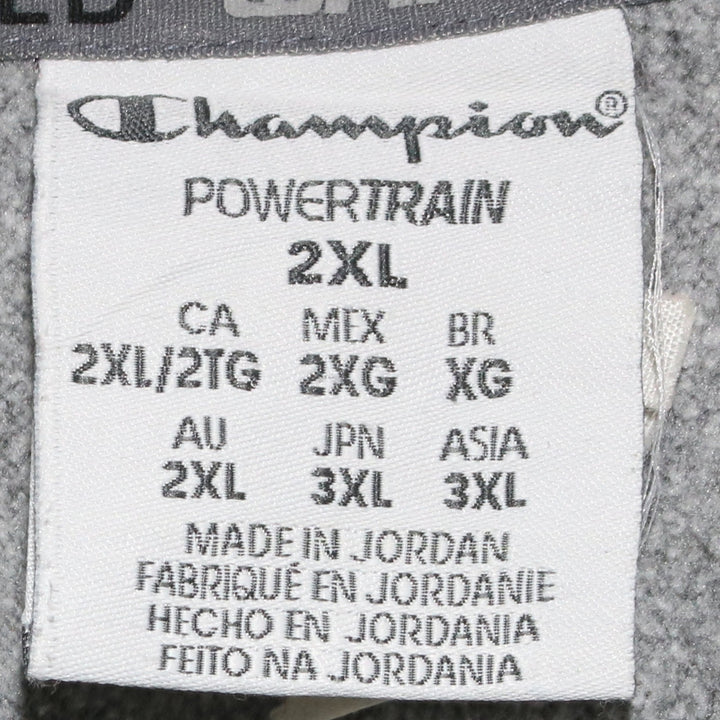 Champion®
POWERTRAIN
2XL
CA MEX BR
2XL/2TG 2XG XG
AU JPN ASIA
2XL 3XL 3XL
MADE IN JORDAN
FABRIQUÉ EN JORDANIE
HECHO EN JORDANIA
FEITO NA JORDANIA